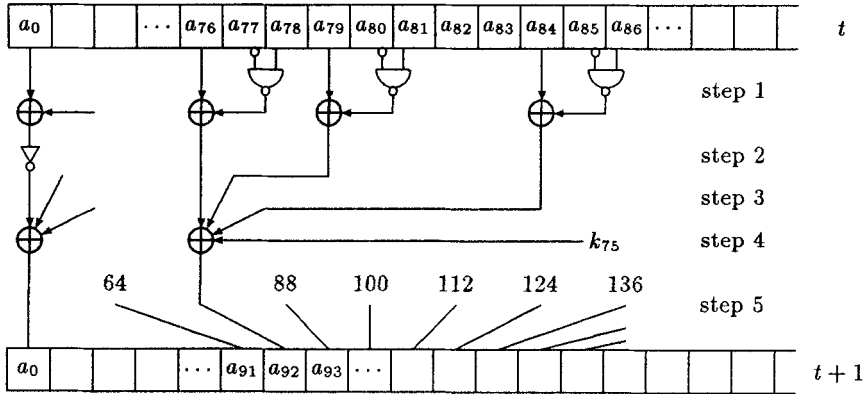 a0 ··· a76 a77 a78 a79 a80 a81 a82 a83 a84 a85 a86 ··· t
step 1
step 2
step 3
k75 step 4
64 88 100 112 124 136
step 5
a0 ··· a91 a92 a93 ··· t + 1